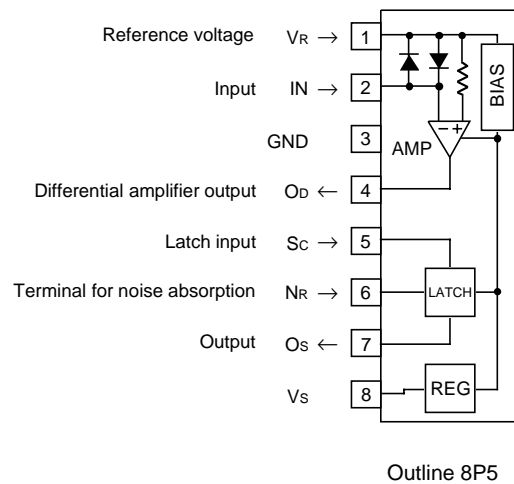 Reference voltage VR → 1
Input IN → 2
GND 3
Differential amplifier output OD ← 4
Latch input SC → 5
Terminal for noise absorption NR → 6
Output OS ← 7
VS 8
BIAS
− +
AMP
LATCH
REG
Outline 8P5